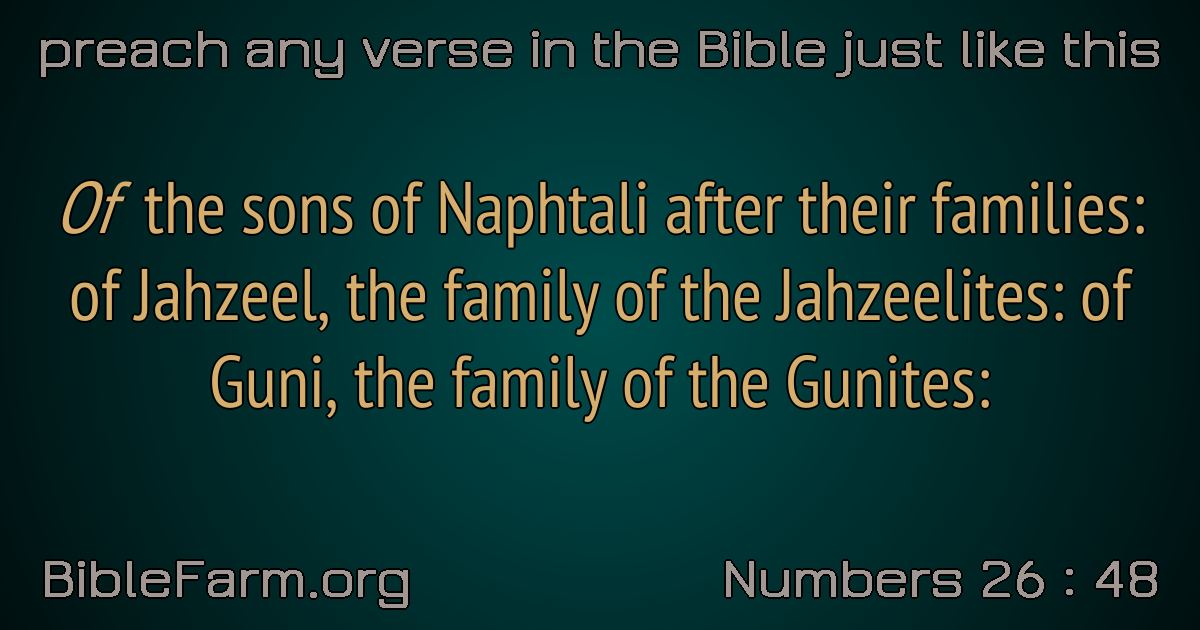 preach any verse in the Bible just like this
Of the sons of Naphtali after their families:
of Jahzeel, the family of the Jahzeelites: of
Guni, the family of the Gunites:
BibleFarm.org
Numbers 26 : 48